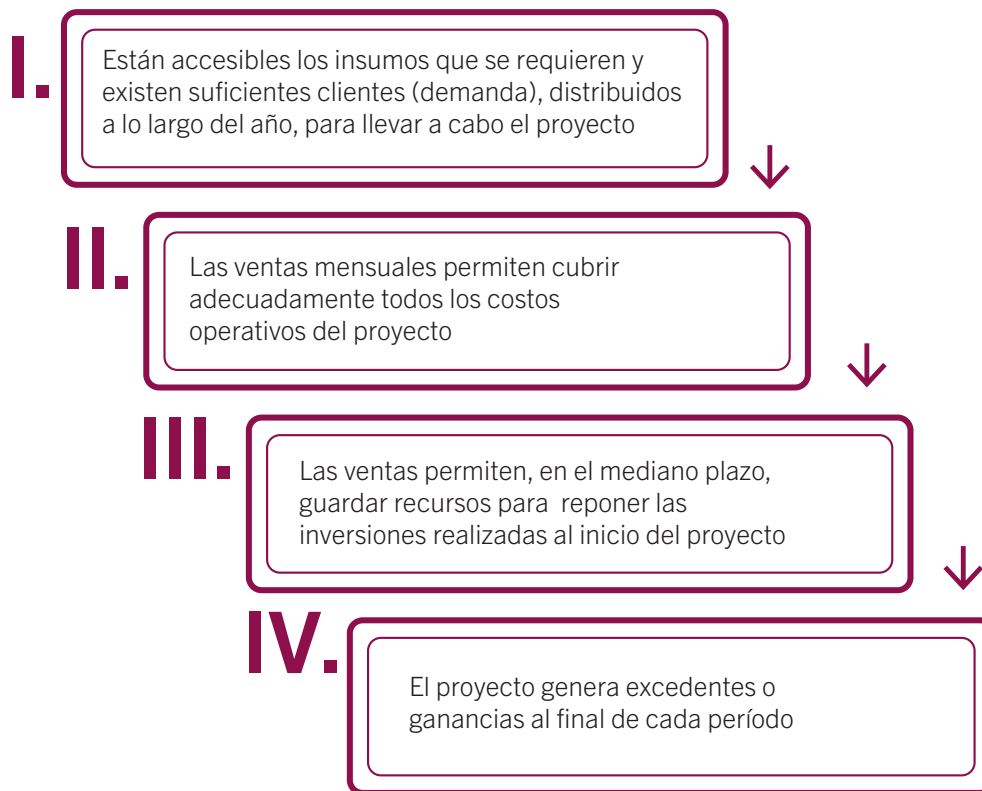 I.
Están accesibles los insumos que se requieren y
existen suficientes clientes (demanda), distribuidos
a lo largo del año, para llevar a cabo el proyecto
II.
Las ventas mensuales permiten cubrir
adecuadamente todos los costos
operativos del proyecto
III.
Las ventas permiten, en el mediano plazo,
guardar recursos para reponer las
inversiones realizadas al inicio del proyecto
IV.
El proyecto genera excedentes o
ganancias al final de cada período